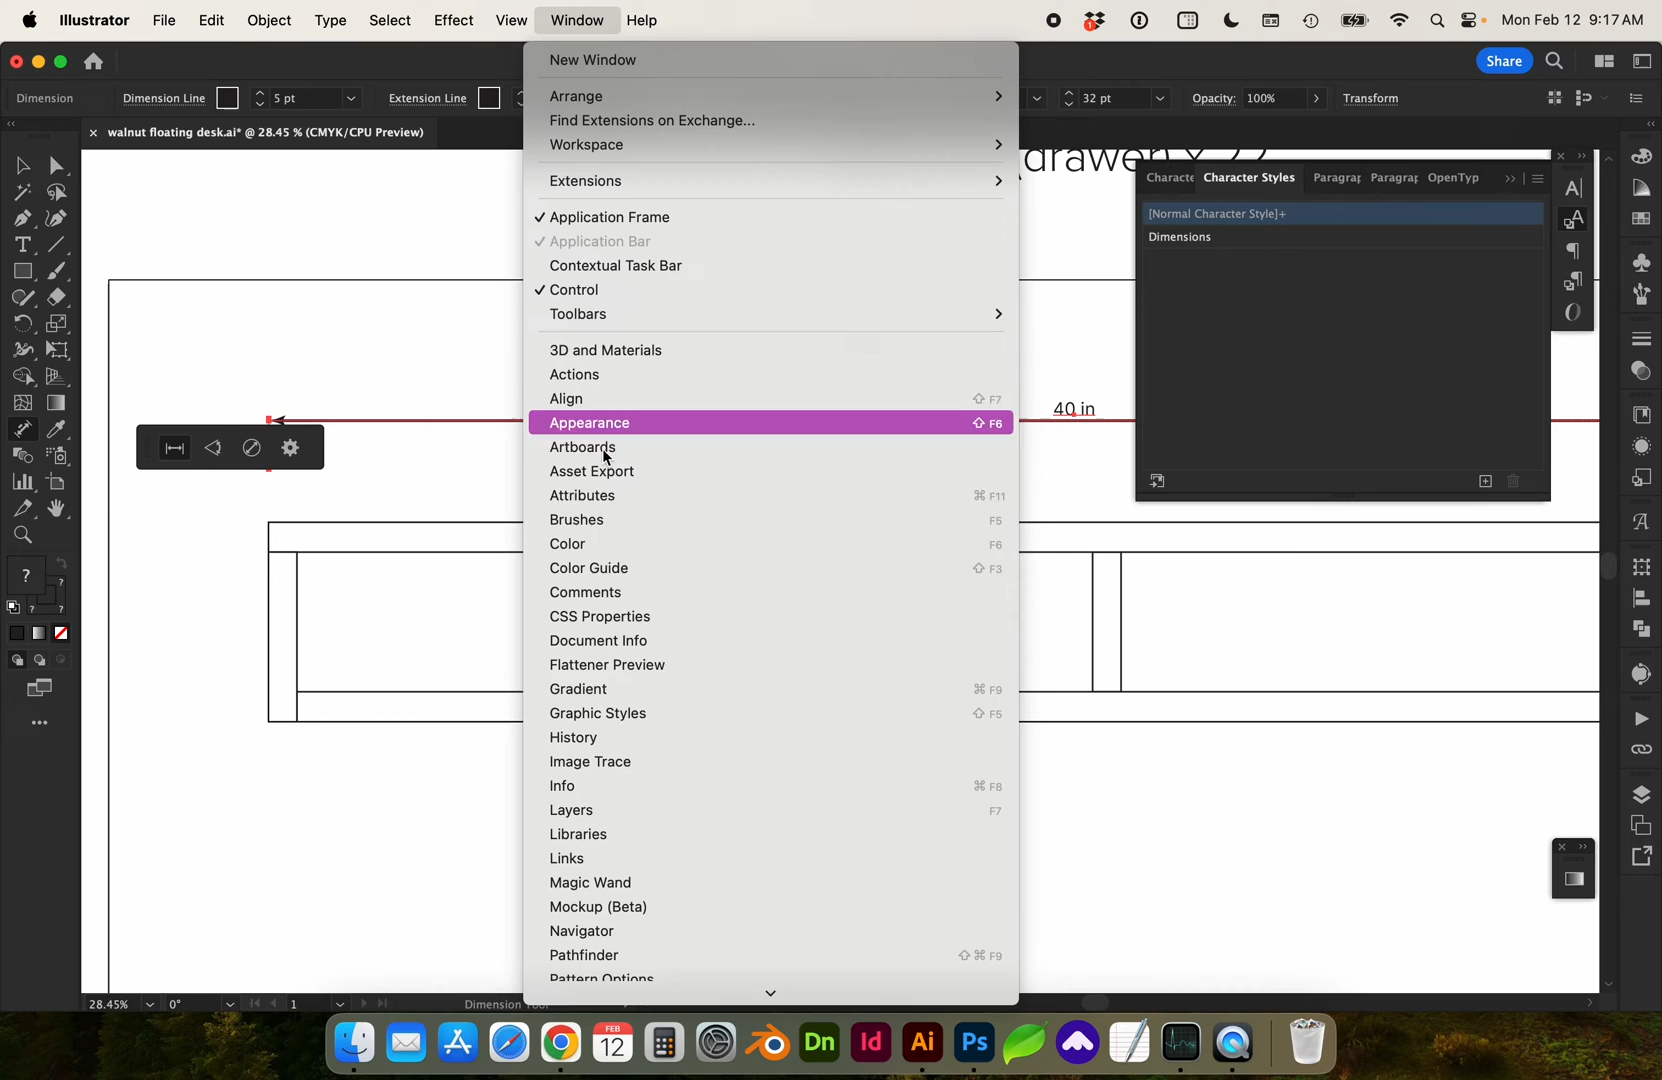 Illustrator File Edit Object Type Select Effect View Window Help Mon Feb 12 9:17 AM
Share
Dimension Dimension Line 5 pt Extension Line 32 pt Opacity: 100% Transform
× walnut floating desk.ai* @ 28.45 % (CMYK/CPU Preview)
New Window
Arrange
Find Extensions on Exchange...
Workspace
Extensions
✓ Application Frame
✓ Application Bar
Contextual Task Bar
✓ Control
Toolbars
3D and Materials
Actions
Align ⇧ F7
Appearance ⇧ F6
Artboards
Asset Export
Attributes ⌘ F11
Brushes F5
Color F6
Color Guide ⇧ F3
Comments
CSS Properties
Document Info
Flattener Preview
Gradient ⌘ F9
Graphic Styles ⇧ F5
History
Image Trace
Info ⌘ F8
Layers F7
Libraries
Links
Magic Wand
Mockup (Beta)
Navigator
Pathfinder ⇧⌘ F9
Pattern Options
Characte Character Styles Paragrap Paragrap OpenTyp
[Normal Character Style]+
Dimensions
40 in
28.45% 0° 1 Dimension Tool
FEB
12
Dn Id Ai Ps